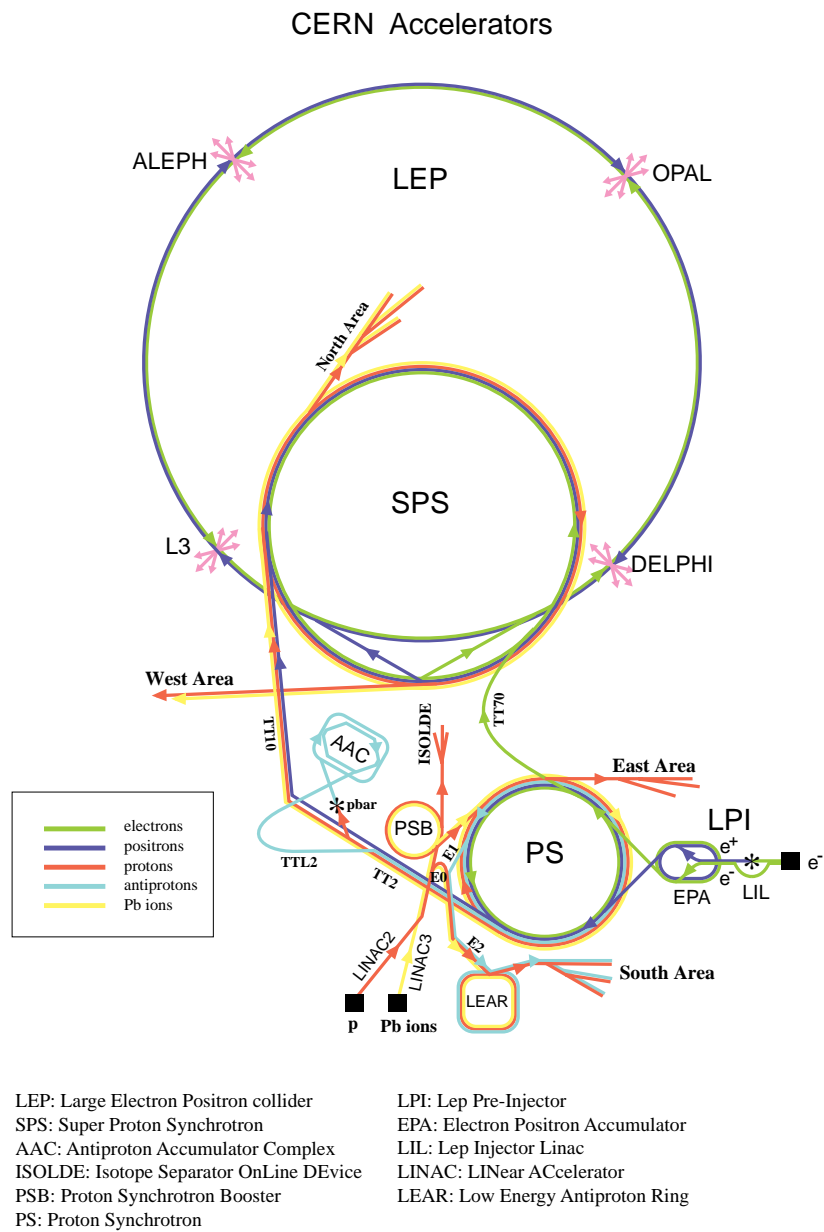 CERN Accelerators
ALEPH
LEP
OPAL
North Area
SPS
L3
DELPHI
West Area
TT10
TT70
ISOLDE
AAC
pbar
East Area
electrons
positrons
protons
antiprotons
Pb ions
TTL2
TT2
PSB
E1
E0
PS
LPI
e+
e-
EPA
LIL
e-
LINAC2
LINAC3
E2
LEAR
South Area
p
Pb ions
LEP: Large Electron Positron collider
SPS: Super Proton Synchrotron
AAC: Antiproton Accumulator Complex
ISOLDE: Isotope Separator OnLine DEvice
PSB: Proton Synchrotron Booster
PS: Proton Synchrotron
LPI: Lep Pre-Injector
EPA: Electron Positron Accumulator
LIL: Lep Injector Linac
LINAC: LINear ACcelerator
LEAR: Low Energy Antiproton Ring